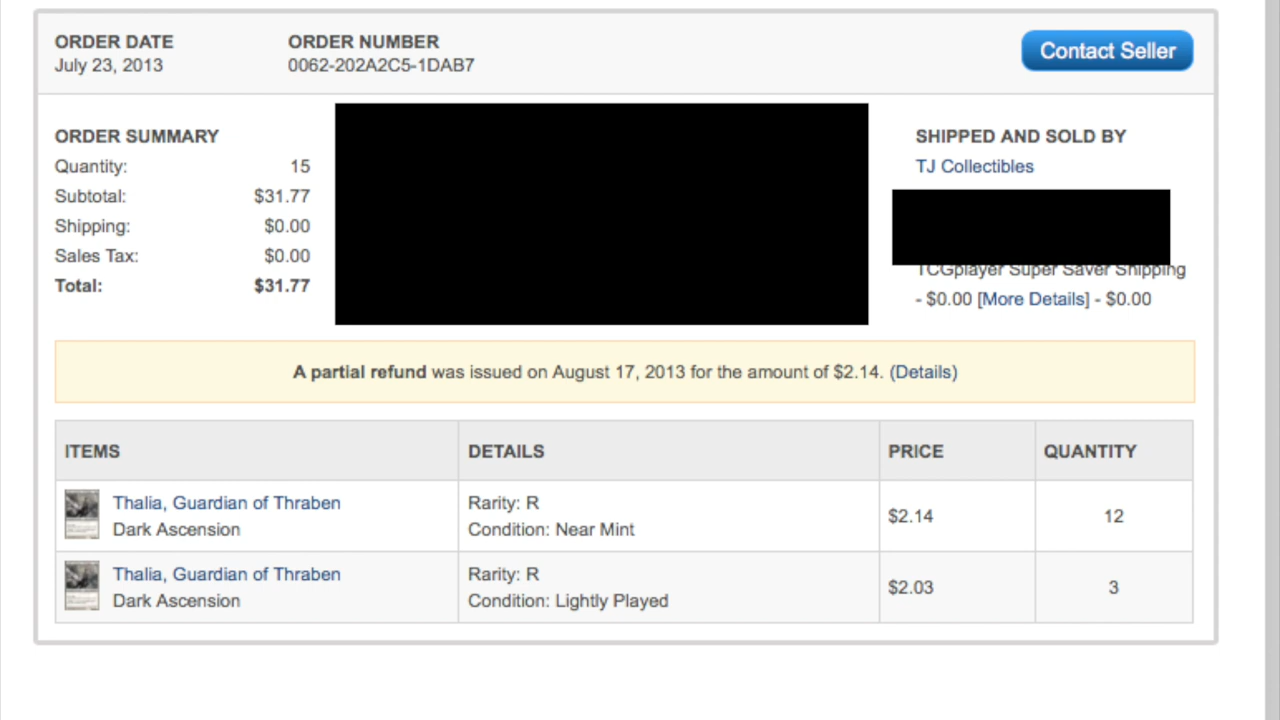 ORDER DATE
July 23, 2013
ORDER NUMBER
0062-202A2C5-1DAB7
Contact Seller
ORDER SUMMARY
Quantity: 15
Subtotal: $31.77
Shipping: $0.00
Sales Tax: $0.00
Total: $31.77
SHIPPED AND SOLD BY
TJ Collectibles
TCGplayer Super Saver Shipping
- $0.00 [More Details] - $0.00
A partial refund was issued on August 17, 2013 for the amount of $2.14. (Details)
ITEMS DETAILS PRICE QUANTITY
Thalia, Guardian of Thraben
Dark Ascension
Rarity: R
Condition: Near Mint
$2.14
12
Thalia, Guardian of Thraben
Dark Ascension
Rarity: R
Condition: Lightly Played
$2.03
3